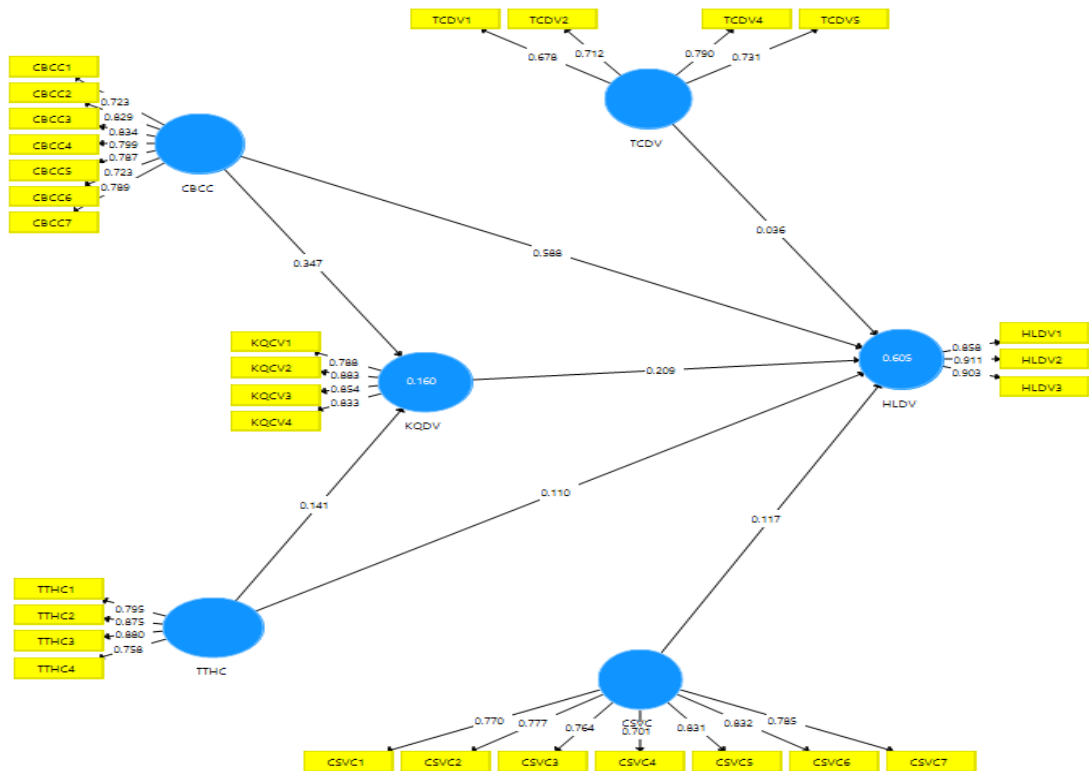 TCDV1
TCDV2
TCDV4
TCDV5
0.678
0.712
0.790
0.731
TCDV
CBCC1
CBCC2
CBCC3
CBCC4
CBCC5
CBCC6
CBCC7
0.723
0.829
0.834
0.799
0.787
0.723
0.789
CBCC
0.036
0.588
0.347
KQCV1
KQCV2
KQCV3
KQCV4
0.788
0.883
0.854
0.833
0.160
KQDV
0.209
0.605
HLDV
0.858
0.911
0.903
HLDV1
HLDV2
HLDV3
0.141
0.110
0.117
TTHC1
TTHC2
TTHC3
TTHC4
0.795
0.875
0.880
0.758
TTHC
CSVC
0.770
0.777
0.764
0.701
0.831
0.832
0.785
CSVC1
CSVC2
CSVC3
CSVC4
CSVC5
CSVC6
CSVC7